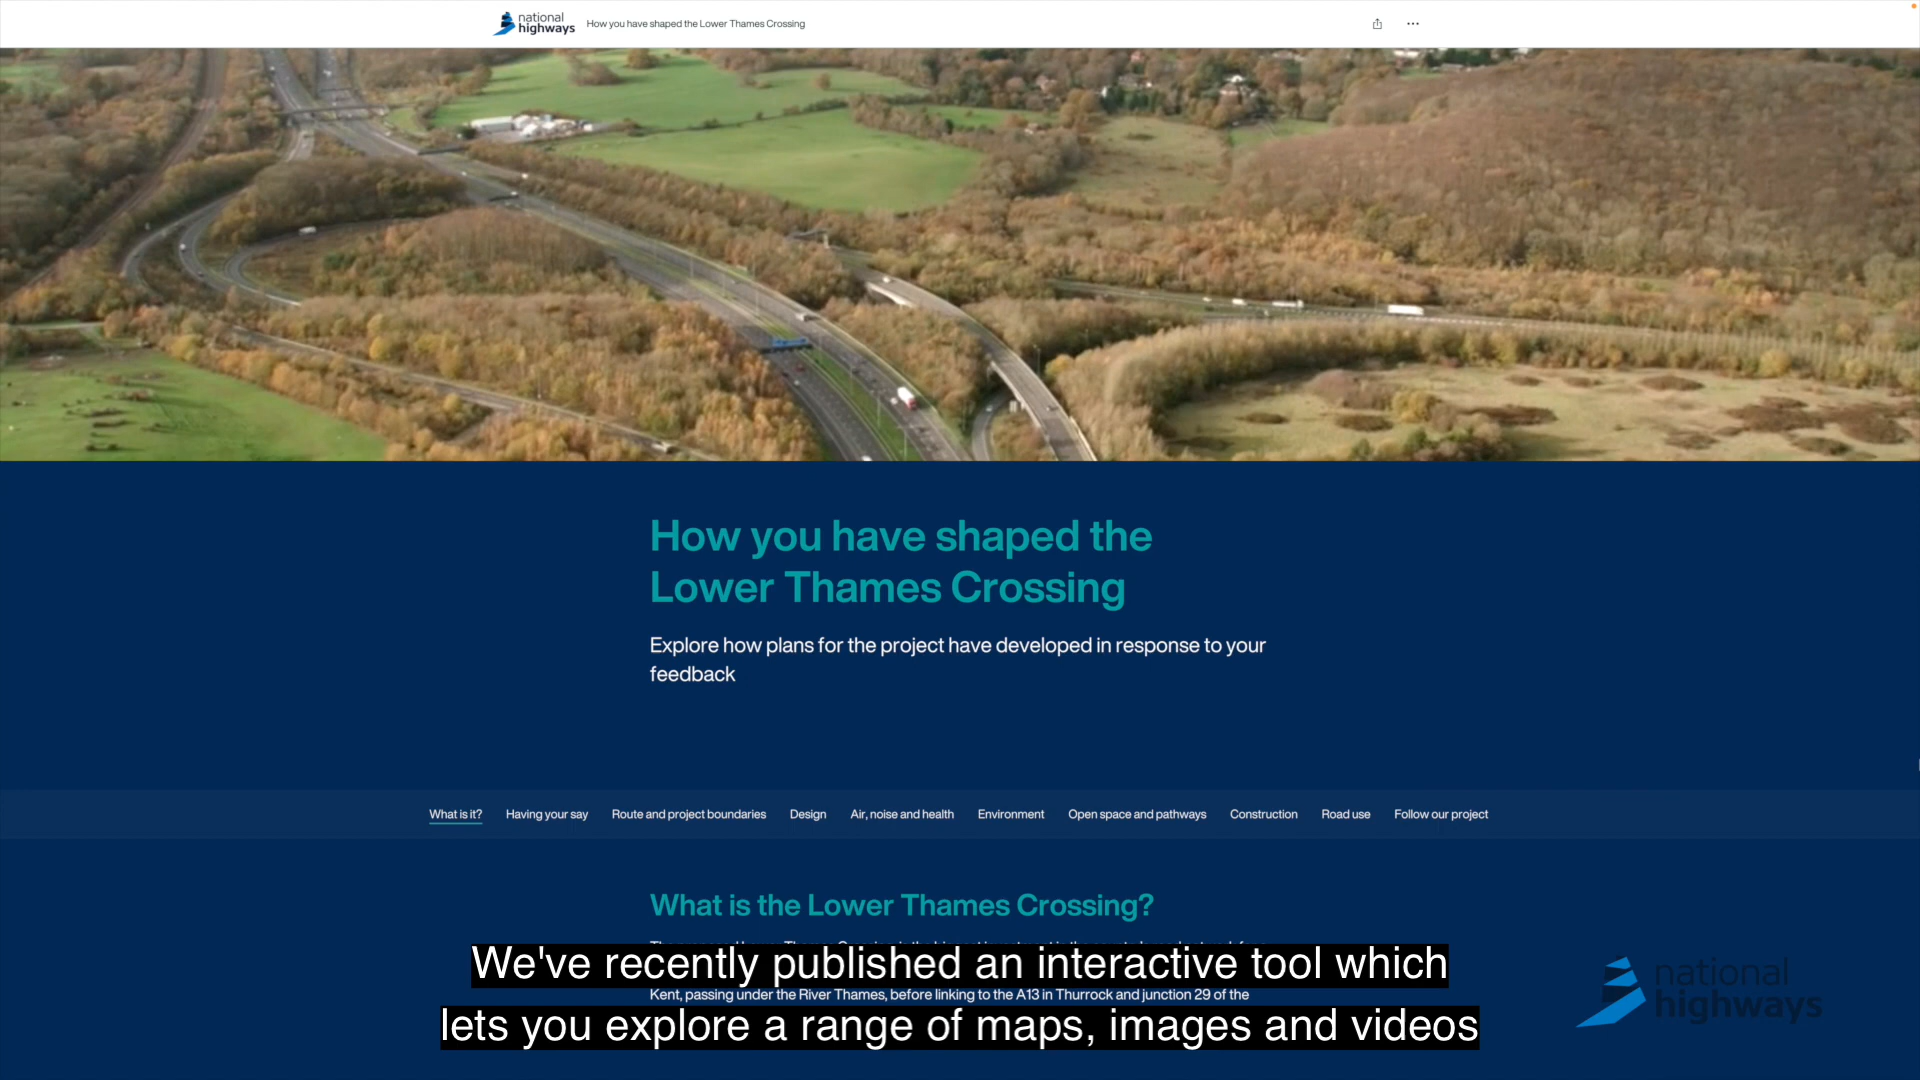 national
highways
How you have shaped the Lower Thames Crossing
How you have shaped the
Lower Thames Crossing
Explore how plans for the project have developed in response to your
feedback
What is it? Having your say Route and project boundaries Design Air, noise and health Environment Open space and pathways Construction Road use Follow our project
What is the Lower Thames Crossing?
We've recently published an interactive tool which
Kent, passing under the River Thames, before linking to the A13 in Thurrock and junction 29 of the
lets you explore a range of maps, images and videos
national
highways